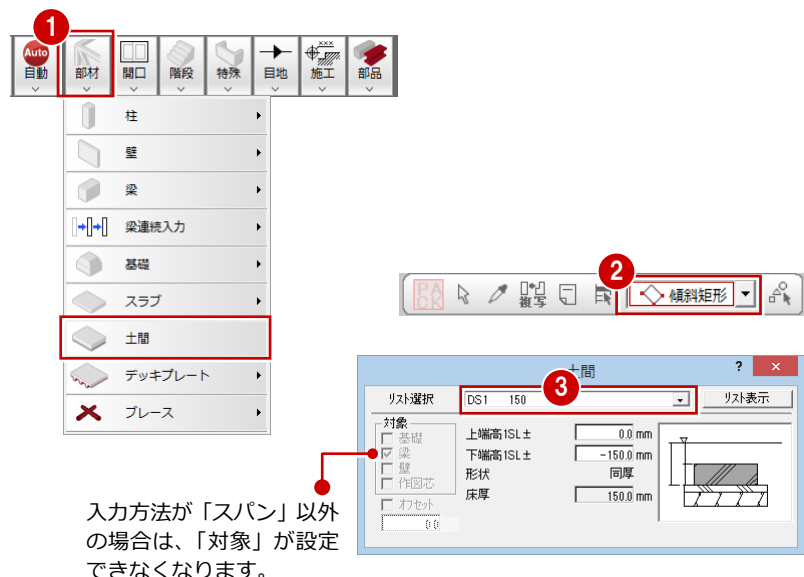 1
Auto
自動
部材
開口
階段
特殊
目地
×××
施工
部品
柱
壁
梁
梁連続入力
基礎
スラブ
土間
デッキプレート
ブレース
2
PACK
複写
傾斜矩形
3
土間
?
×
リスト選択
DS1 150
リスト表示
対象
基礎
梁
壁
作図芯
オフセット
0.0
上端高1SL±
0.0 mm
下端高1SL±
-150.0 mm
形状
同厚
床厚
150.0 mm
入力方法が「スパン」以外
の場合は、「対象」が設定
できなくなります。